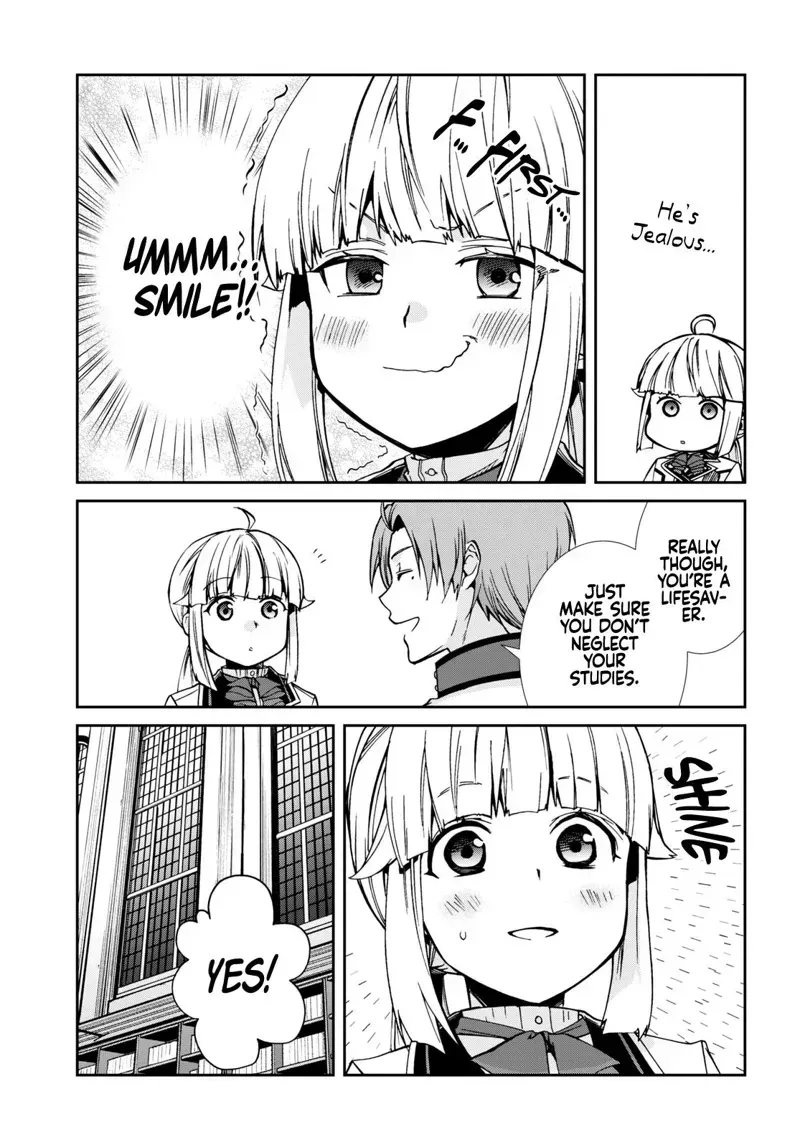 He's
Jealous...
F
FIRST...
UMMM...
SMILE!!
REALLY
THOUGH,
YOU'RE A
LIFESAV-
ER.
JUST
MAKE SURE
YOU DON'T
NEGLECT
YOUR
STUDIES.
SHINE
YES!